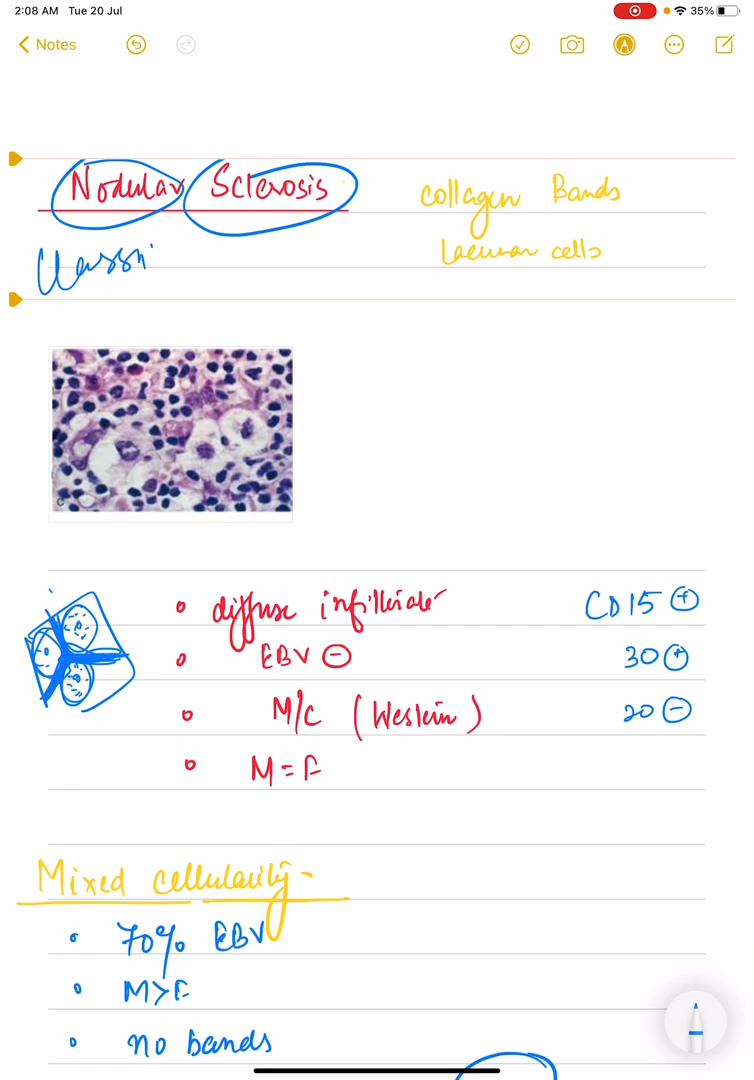 2:08 AM Tue 20 Jul 35%
Notes
Nodular Sclerosis
Collagen Bands
Lacunar cells
Classi
diffuse infiltrate CD15 +
EBV - 30 +
M/C (Western) 20 -
M = F
Mixed cellularity -
70% EBV
M>F
no bands